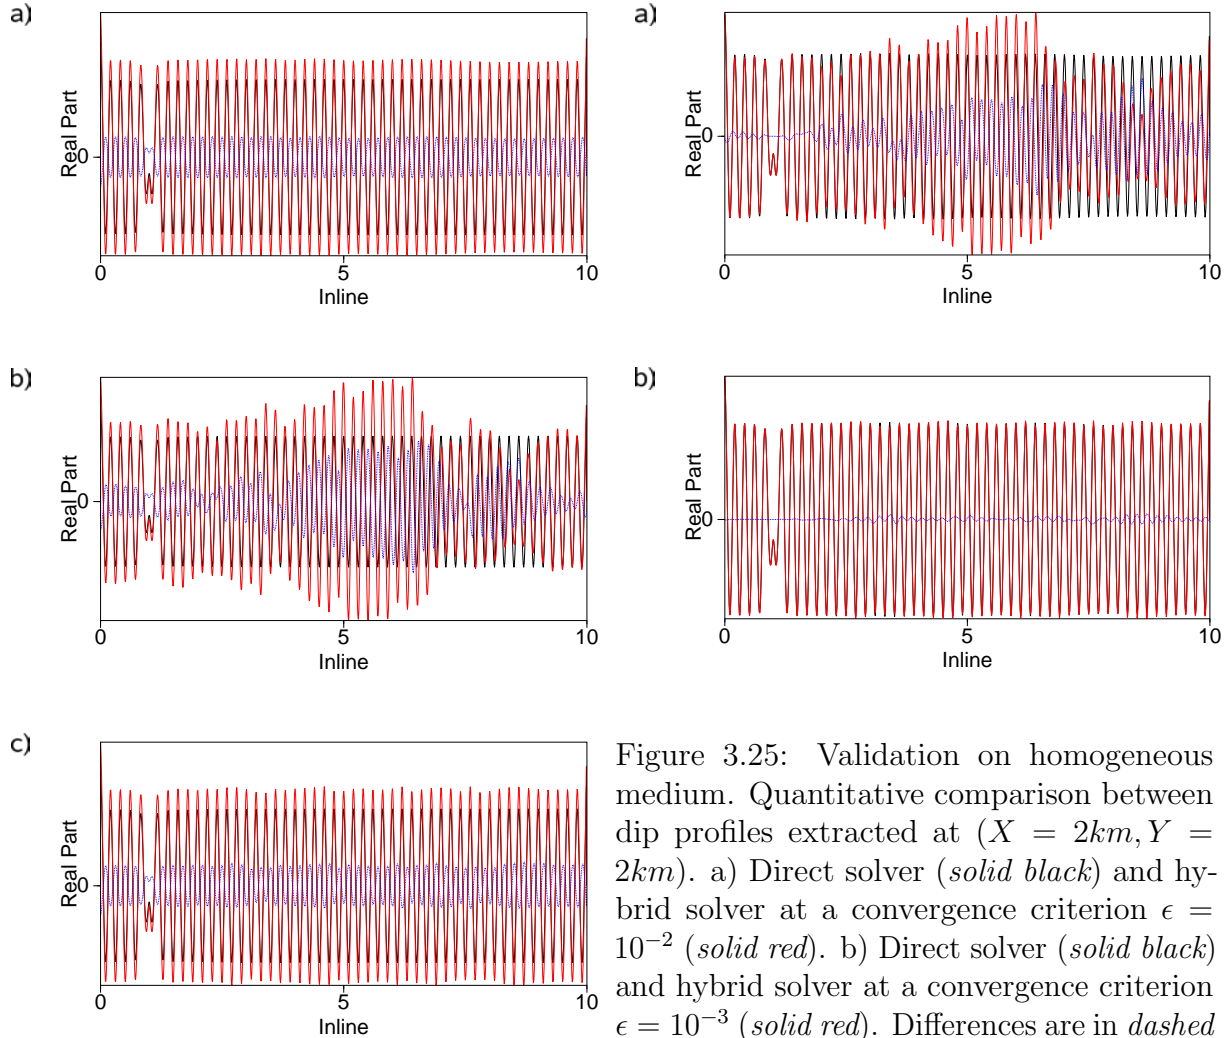 a)
Real Part
0
0
5
10
Inline
b)
Real Part
0
0
5
10
Inline
c)
Real Part
0
0
5
10
Inline
a)
Real Part
0
0
5
10
Inline
b)
Real Part
0
0
5
10
Inline
Figure 3.25: Validation on homogeneous
medium. Quantitative comparison between
dip profiles extracted at (X = 2km, Y =
2km). a) Direct solver (solid black) and hy-
brid solver at a convergence criterion ϵ =
10⁻² (solid red). b) Direct solver (solid black)
and hybrid solver at a convergence criterion
ϵ = 10⁻³ (solid red). Differences are in dashed